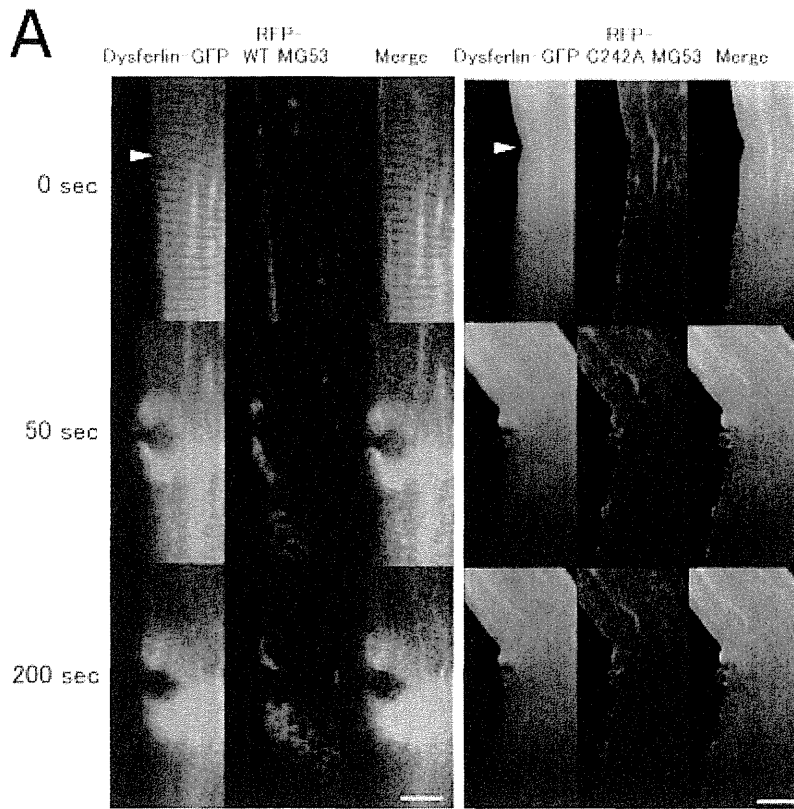 A
Dysferlin-GFP
RFP-
WT MG53
Merge
Dysferlin-GFP
RFP-
C242A MG53
Merge
0 sec
50 sec
200 sec